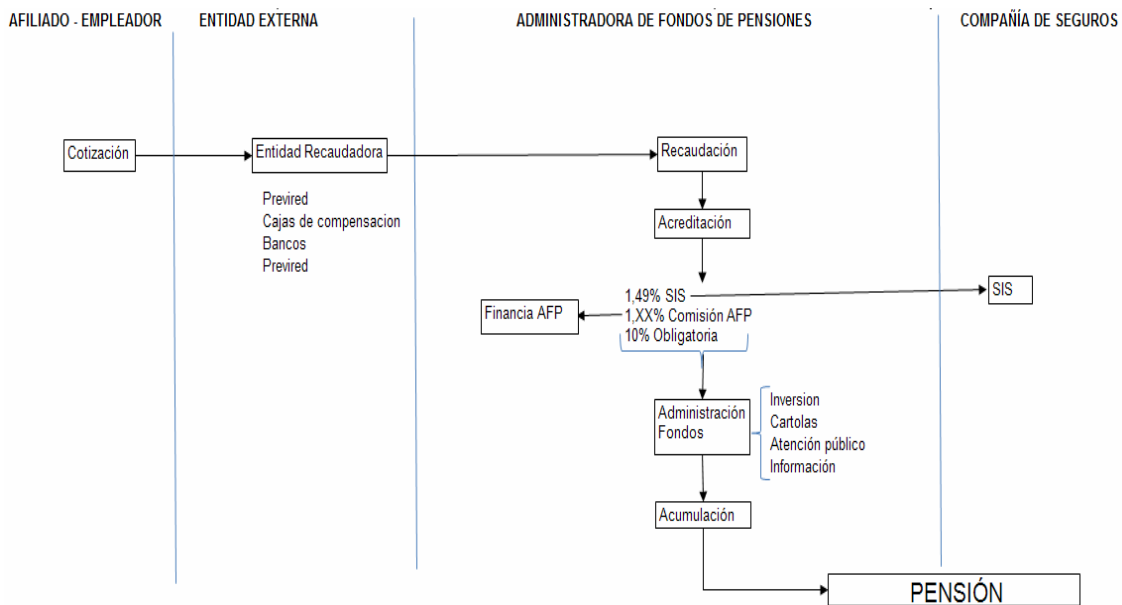 AFILIADO - EMPLEADOR
ENTIDAD EXTERNA
ADMINISTRADORA DE FONDOS DE PENSIONES
COMPAÑÍA DE SEGUROS
Cotización
Entidad Recaudadora
Recaudación
Previred
Cajas de compensacion
Bancos
Previred
Acreditación
1,49% SIS
SIS
Financia AFP
1,XX% Comisión AFP
10% Obligatoria
Administración
Fondos
Inversion
Cartolas
Atención público
Información
Acumulación
PENSIÓN